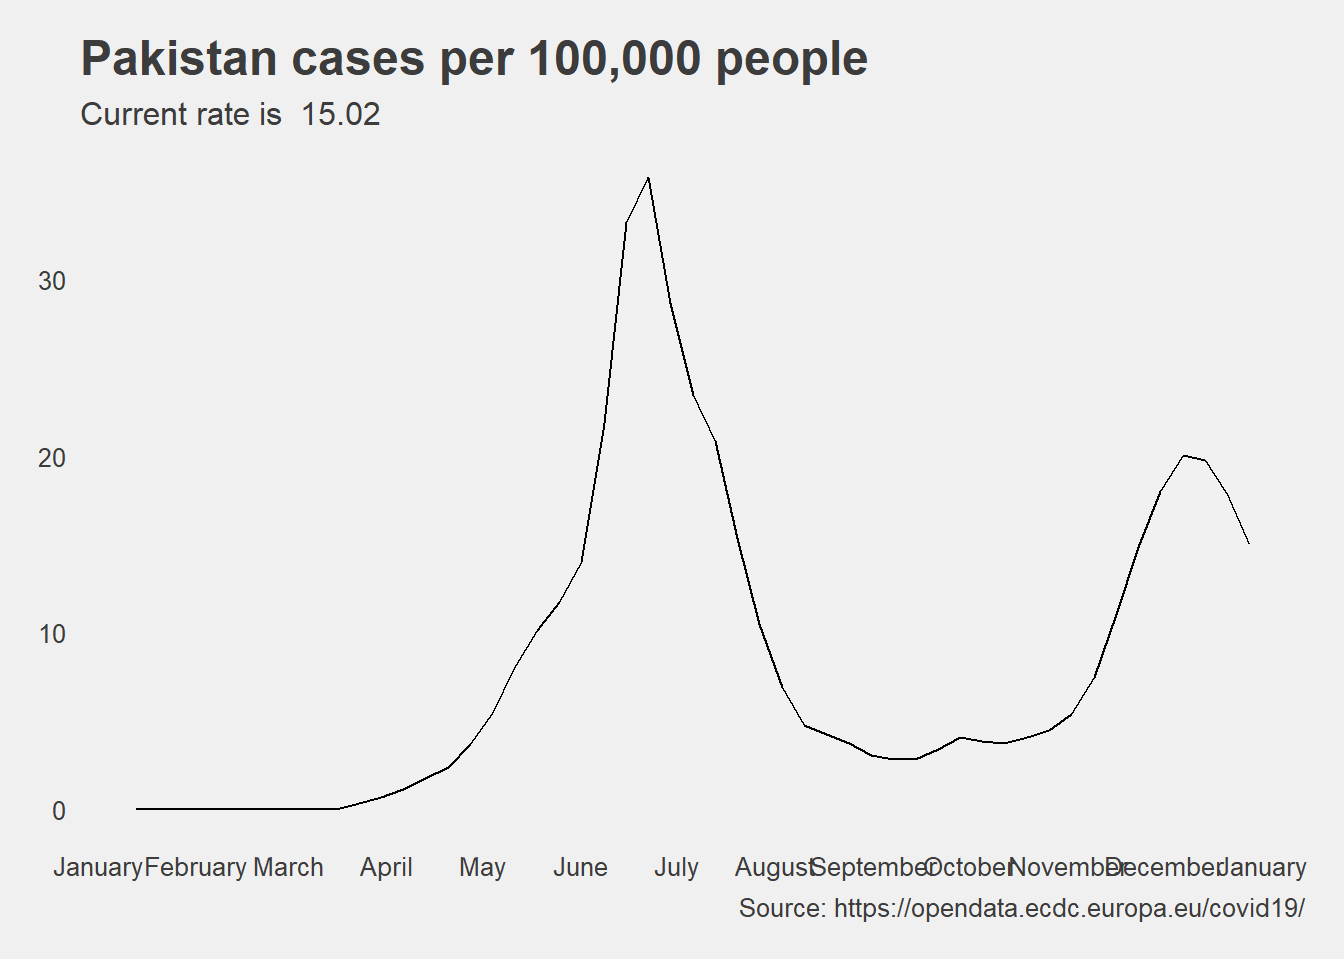 Pakistan cases per 100,000 people
Current rate is  15.02
30
20
10
0
January February March April May June July August September October November December January
Source: https://opendata.ecdc.europa.eu/covid19/